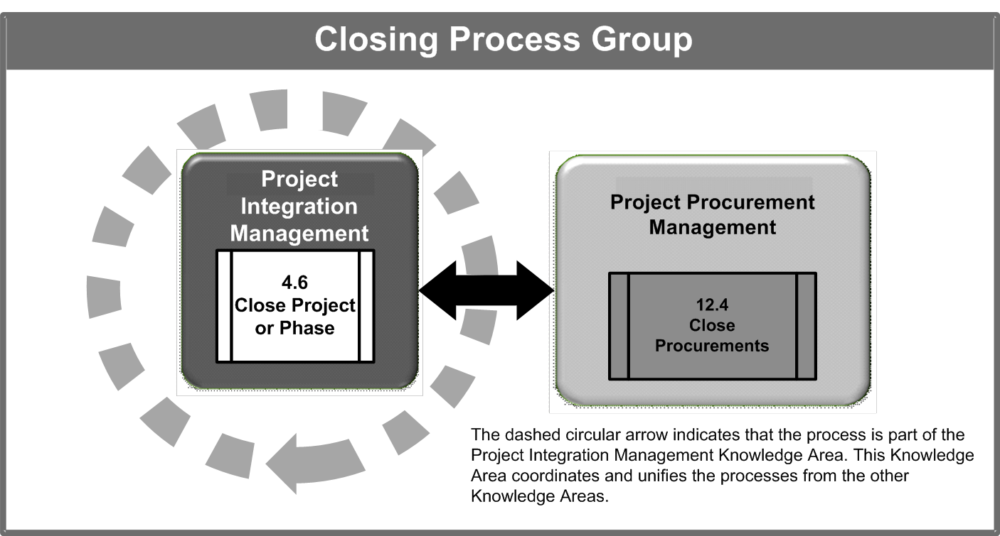 Closing Process Group
Project
Integration
Management
4.6
Close Project
or Phase
Project Procurement
Management
12.4
Close
Procurements
The dashed circular arrow indicates that the process is part of the
Project Integration Management Knowledge Area. This Knowledge
Area coordinates and unifies the processes from the other
Knowledge Areas.